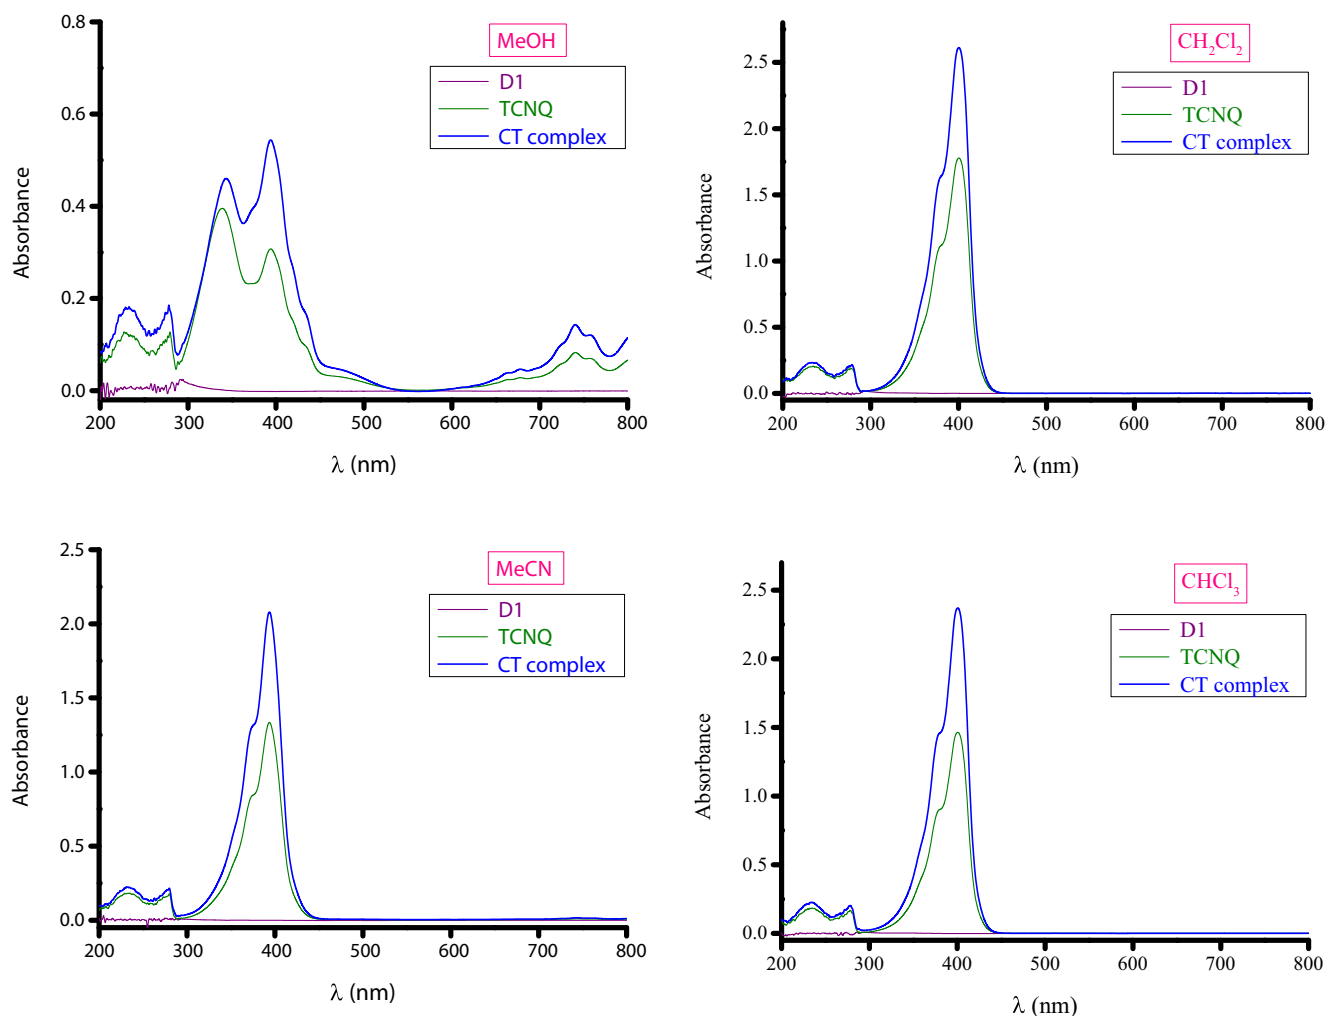 MeOH
D1
TCNQ
CT complex
0.8
0.6
0.4
0.2
0.0
Absorbance
200 300 400 500 600 700 800
λ (nm)
CH₂Cl₂
D1
TCNQ
CT complex
2.5
2.0
1.5
1.0
0.5
0.0
Absorbance
200 300 400 500 600 700 800
λ (nm)
MeCN
D1
TCNQ
CT complex
2.5
2.0
1.5
1.0
0.5
0.0
Absorbance
200 300 400 500 600 700 800
λ (nm)
CHCl₃
D1
TCNQ
CT complex
2.5
2.0
1.5
1.0
0.5
0.0
Absorbance
200 300 400 500 600 700 800
λ (nm)